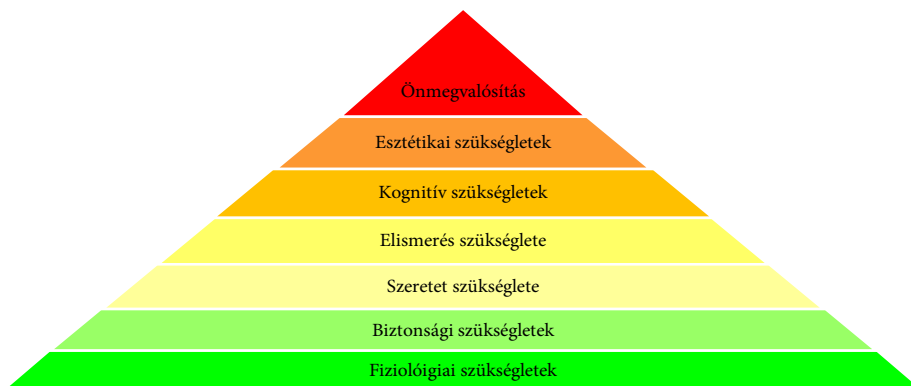 Önmegvalósítás
Esztétikai szükségletek
Kognitív szükségletek
Elismerés szükséglete
Szeretet szükséglete
Biztonsági szükségletek
Fiziolóigiai szükségletek